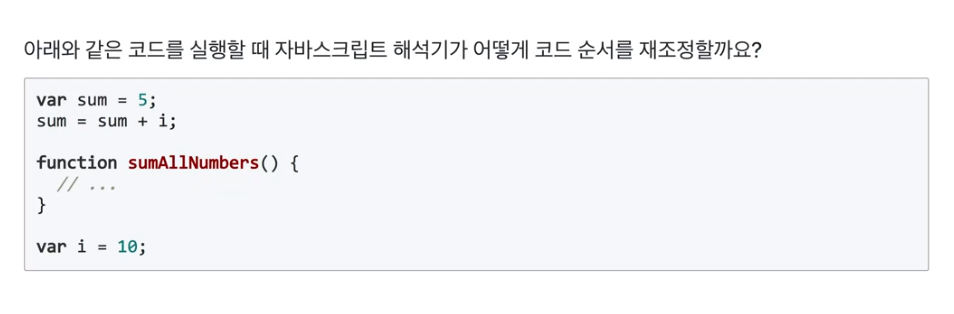 아래와 같은 코드를 실행할 때 자바스크립트 해석기가 어떻게 코드 순서를 재조정할까요?
var sum = 5;
sum = sum + i;
function sumAllNumbers() {
// ...
}
var i = 10;